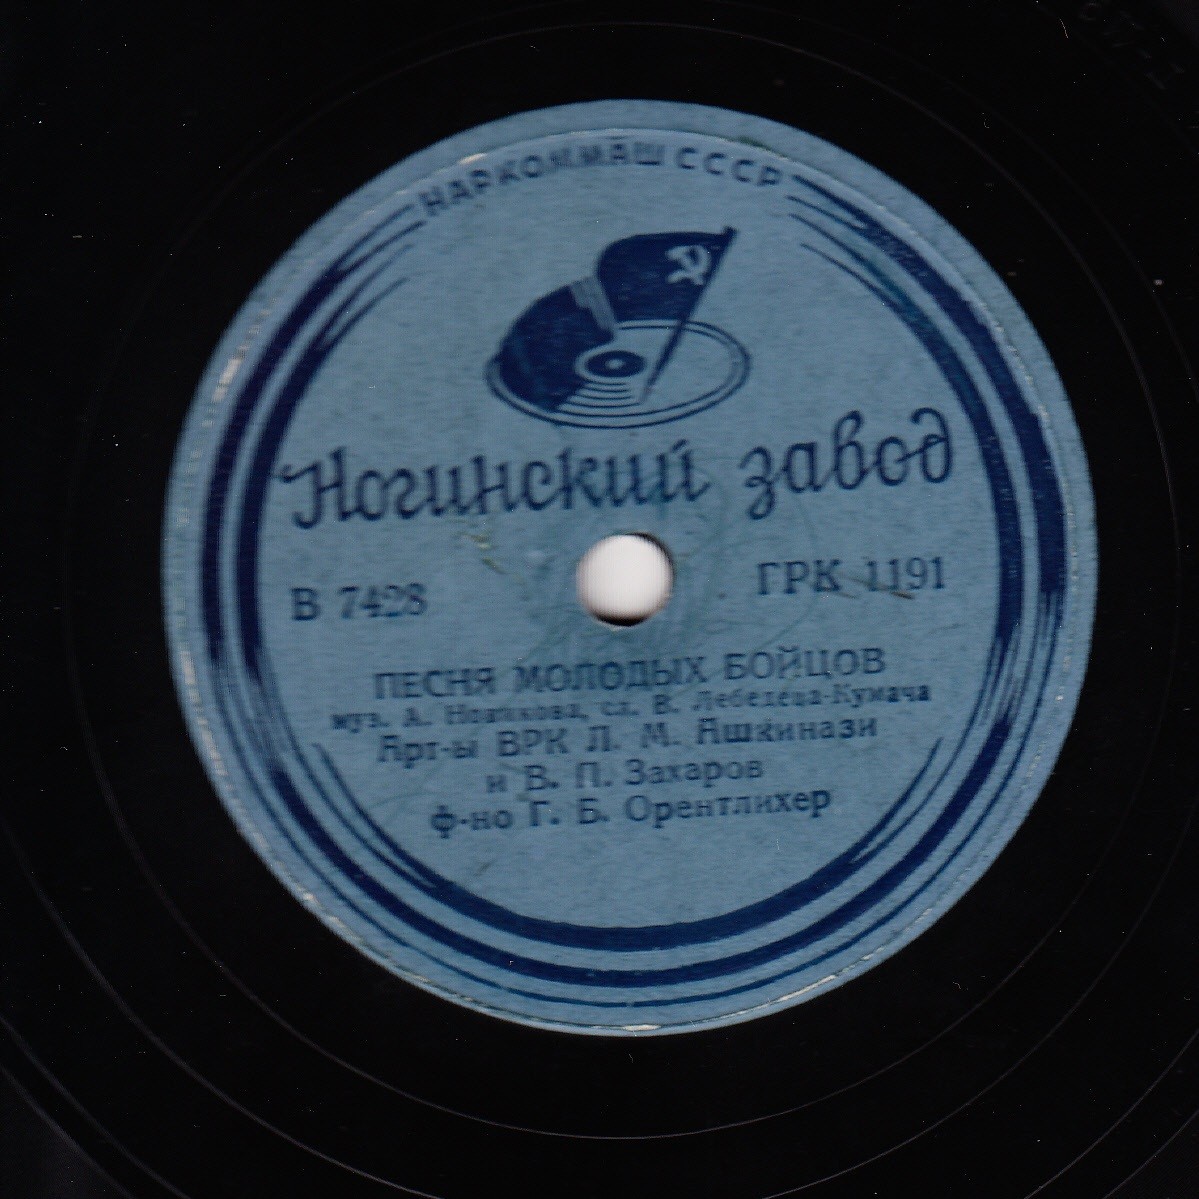 НАРКОММАШ СССР
Ногинский завод
В 7428
ГРК 1191
ПЕСНЯ МОЛОДЫХ БОЙЦОВ
муз. А. Новикова, сл. В. Лебедева-Кумача
Арт-ы ВРК Л. М. Ашкинази
и В. П. Захаров
ф-но Г. Б. Орентлихер